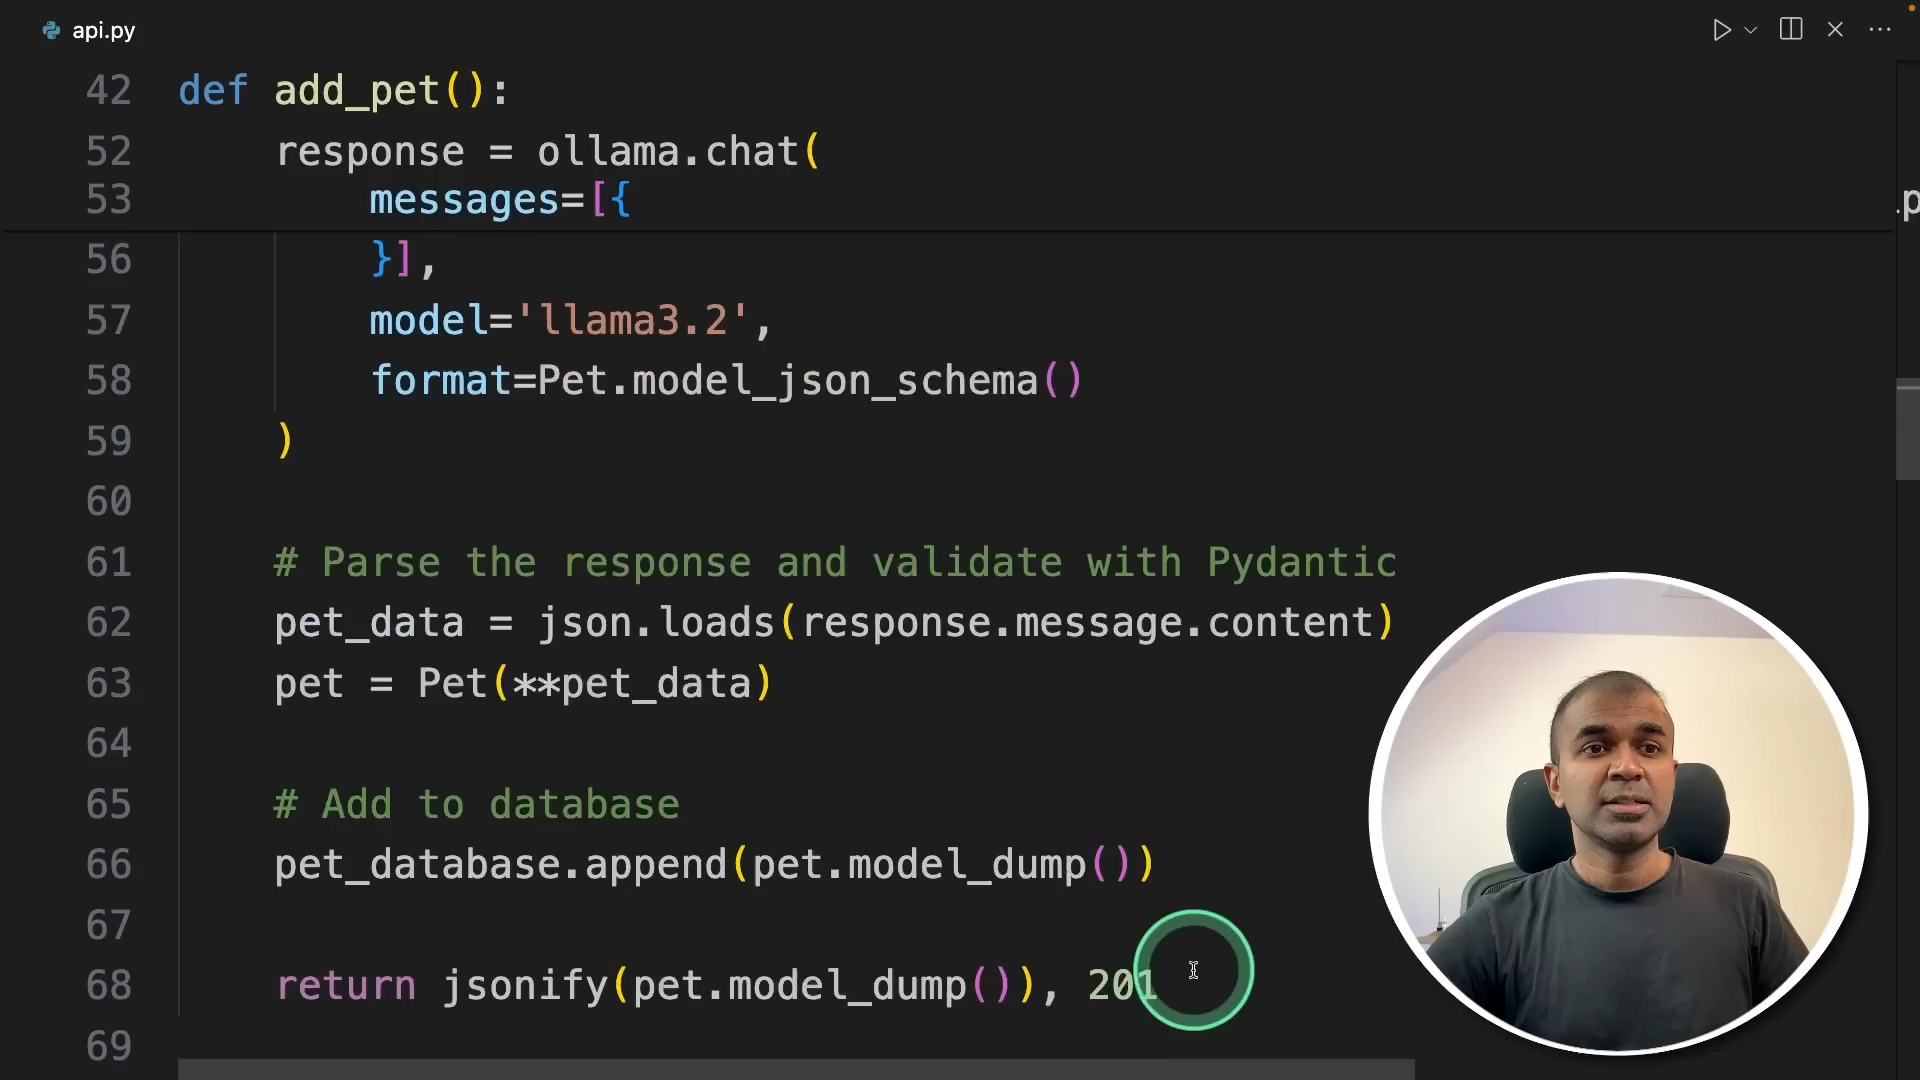 api.py
42 def add_pet():
52 response = ollama.chat(
53 messages=[{
56 }],
57 model='llama3.2',
58 format=Pet.model_json_schema()
59 )
60
61 # Parse the response and validate with Pydantic
62 pet_data = json.loads(response.message.content)
63 pet = Pet(**pet_data)
64
65 # Add to database
66 pet_database.append(pet.model_dump())
67
68 return jsonify(pet.model_dump()), 201
69
.p